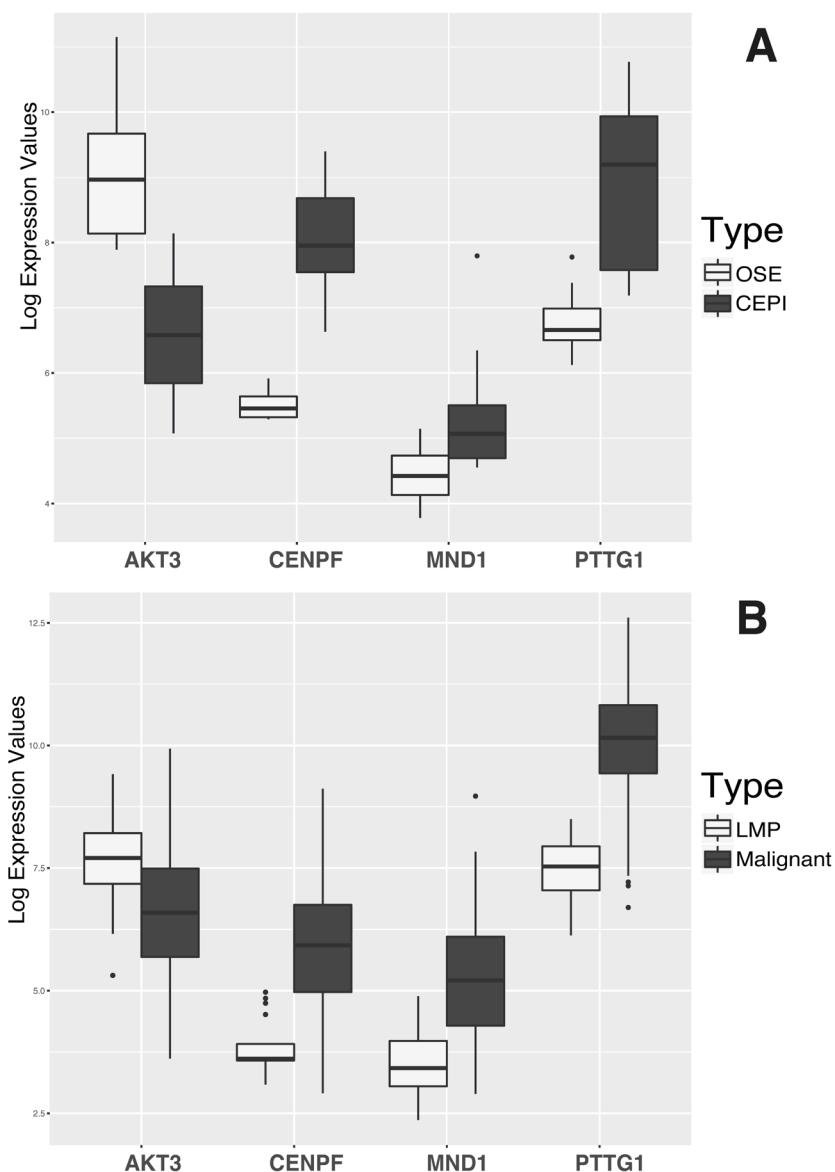 A
Log Expression Values
10
8
6
4
AKT3 CENPF MND1 PTTG1
Type
OSE
CEPI
B
Log Expression Values
12.5
10.0
7.5
5.0
2.5
AKT3 CENPF MND1 PTTG1
Type
LMP
Malignant